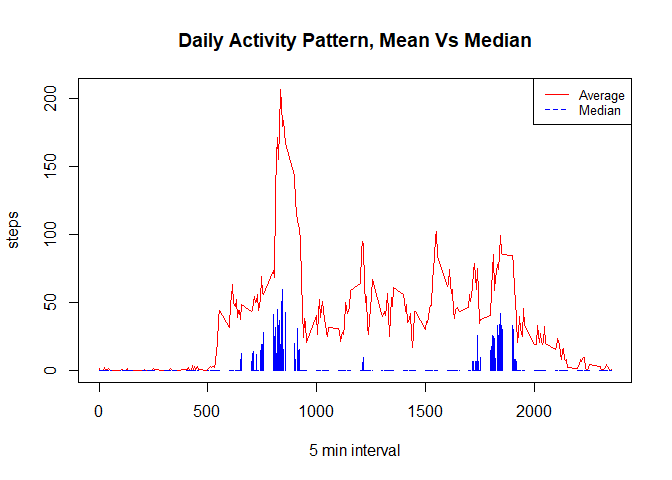 Daily Activity Pattern, Mean Vs Median
Average
Median
steps
200
150
100
50
0
0 500 1000 1500 2000
5 min interval